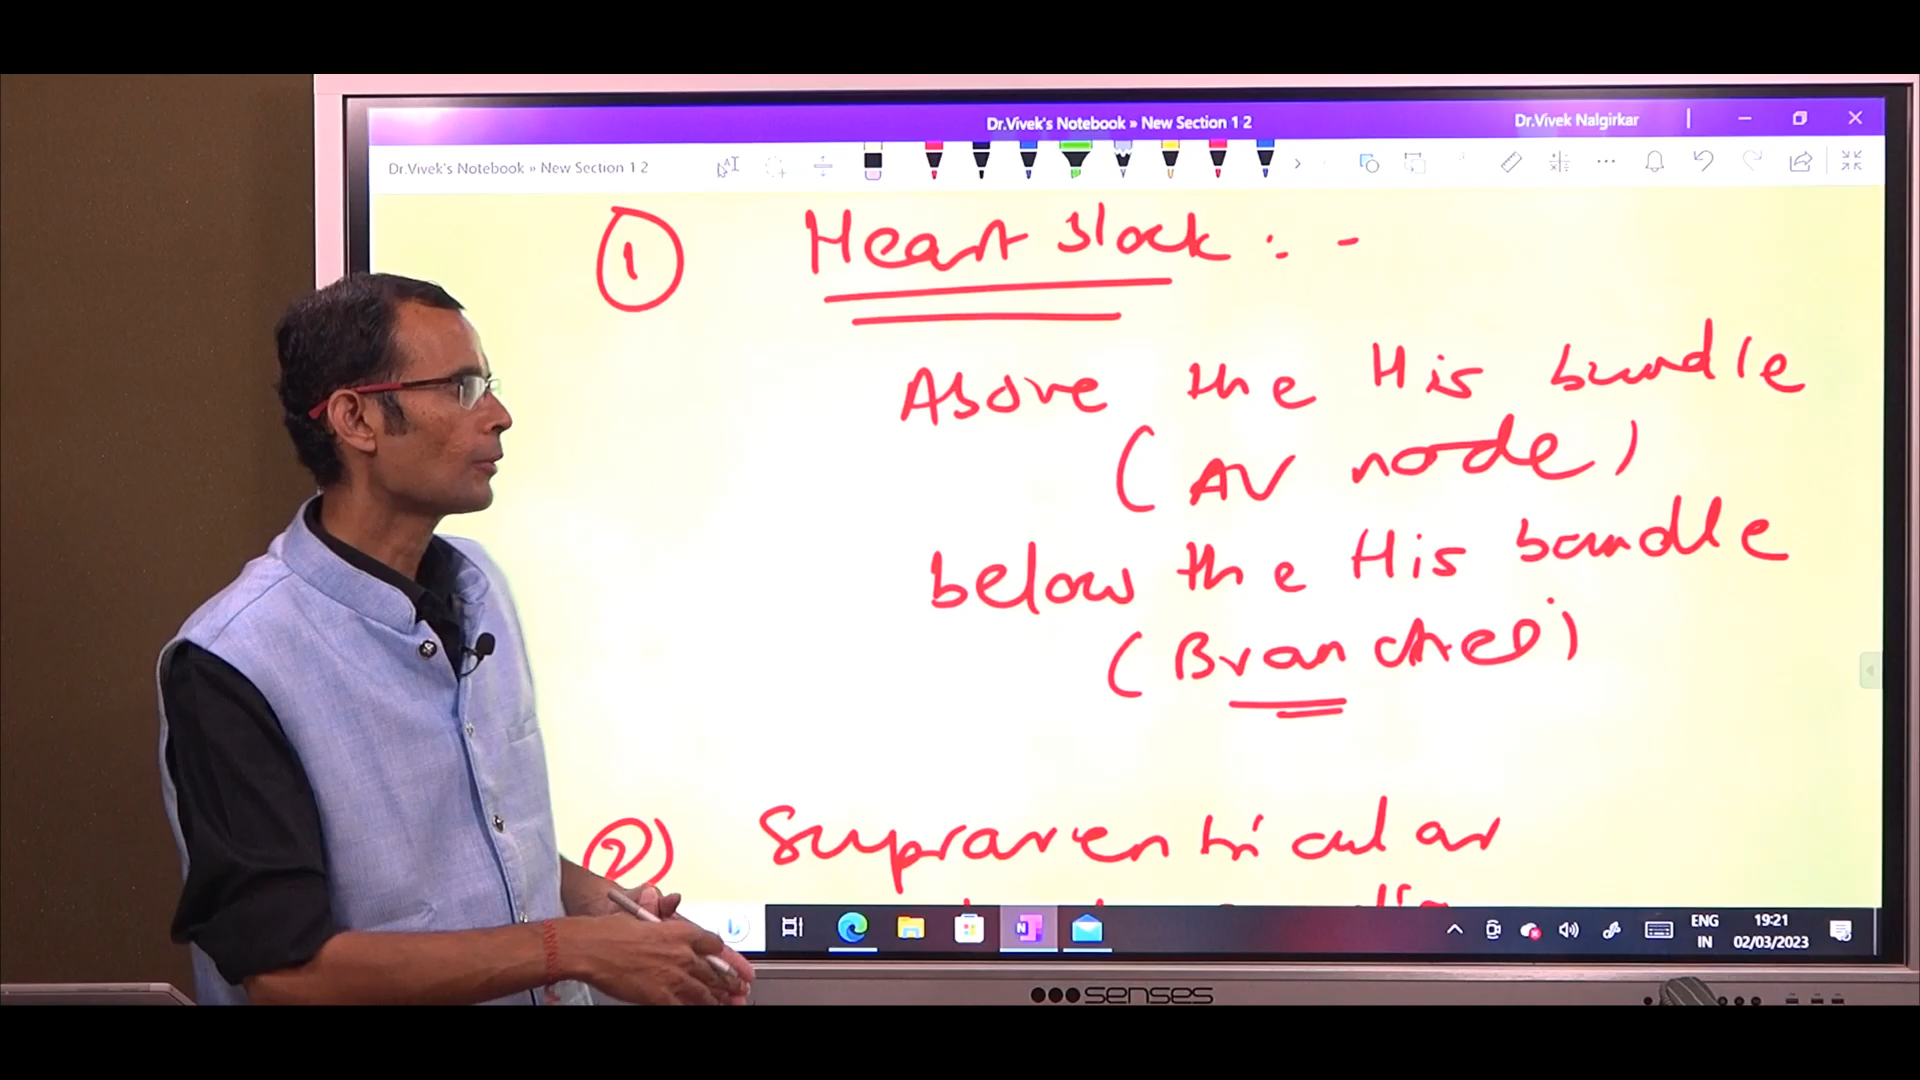 Dr.Vivek's Notebook » New Section 1 2
Dr.Vivek Nalgirkar
Dr.Vivek's Notebook » New Section 1 2
1 Heart Block : -
Above the His bundle
(AV node)
below the His bundle
(Branches)
2) Supraventricular
ENG
IN
19:21
02/03/2023
senses